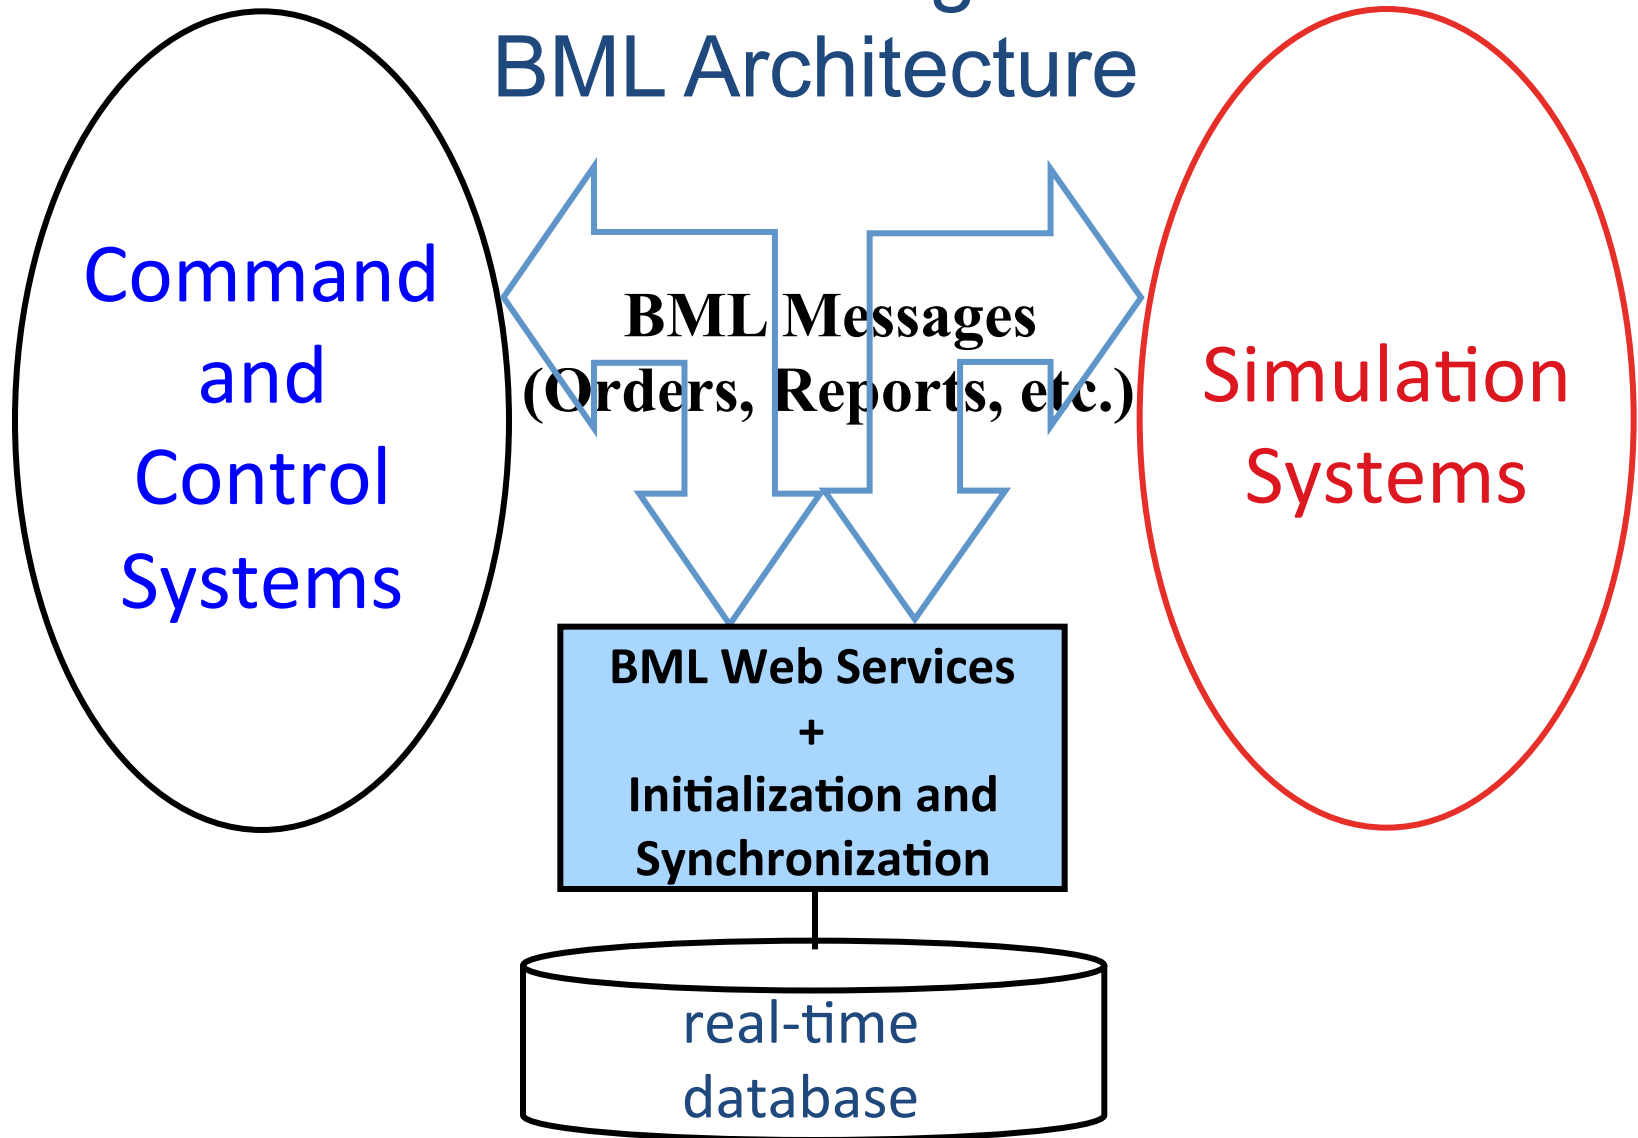 BML Architecture
Command
and
Control
Systems
BML Messages
(Orders, Reports, etc.)
Simulation
Systems
BML Web Services
+
Initialization and
Synchronization
real-time
database